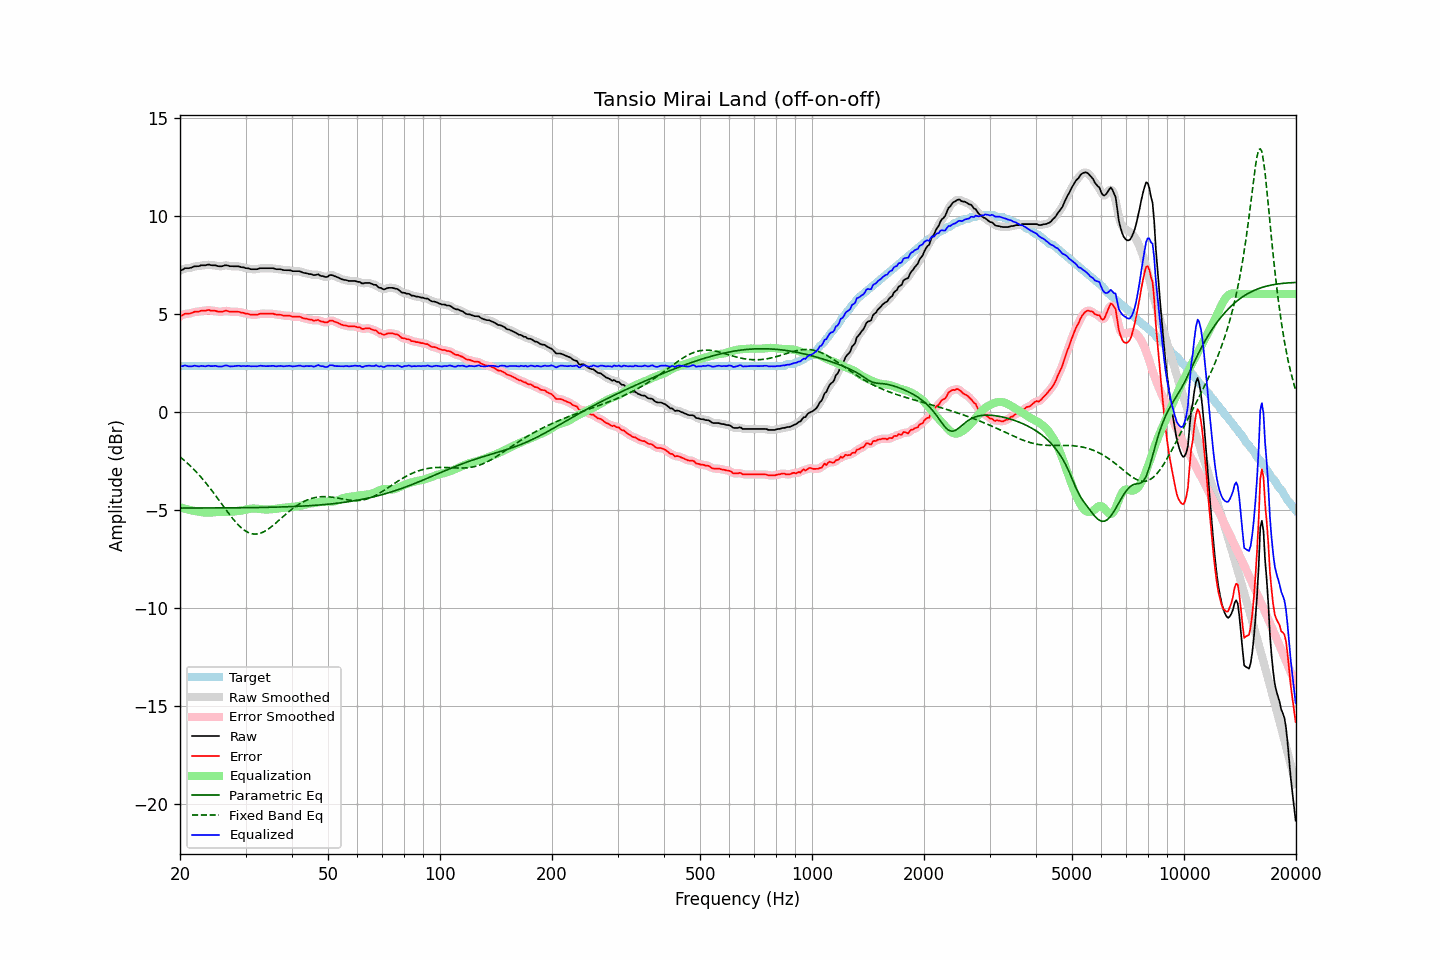 Tansio Mirai Land (off-on-off)
15
10
5
0
−5
−10
−15
−20
Amplitude (dBr)
Target
Raw Smoothed
Error Smoothed
Raw
Error
Equalization
Parametric Eq
Fixed Band Eq
Equalized
20
50
100
200
500
1000
2000
5000
10000
20000
Frequency (Hz)